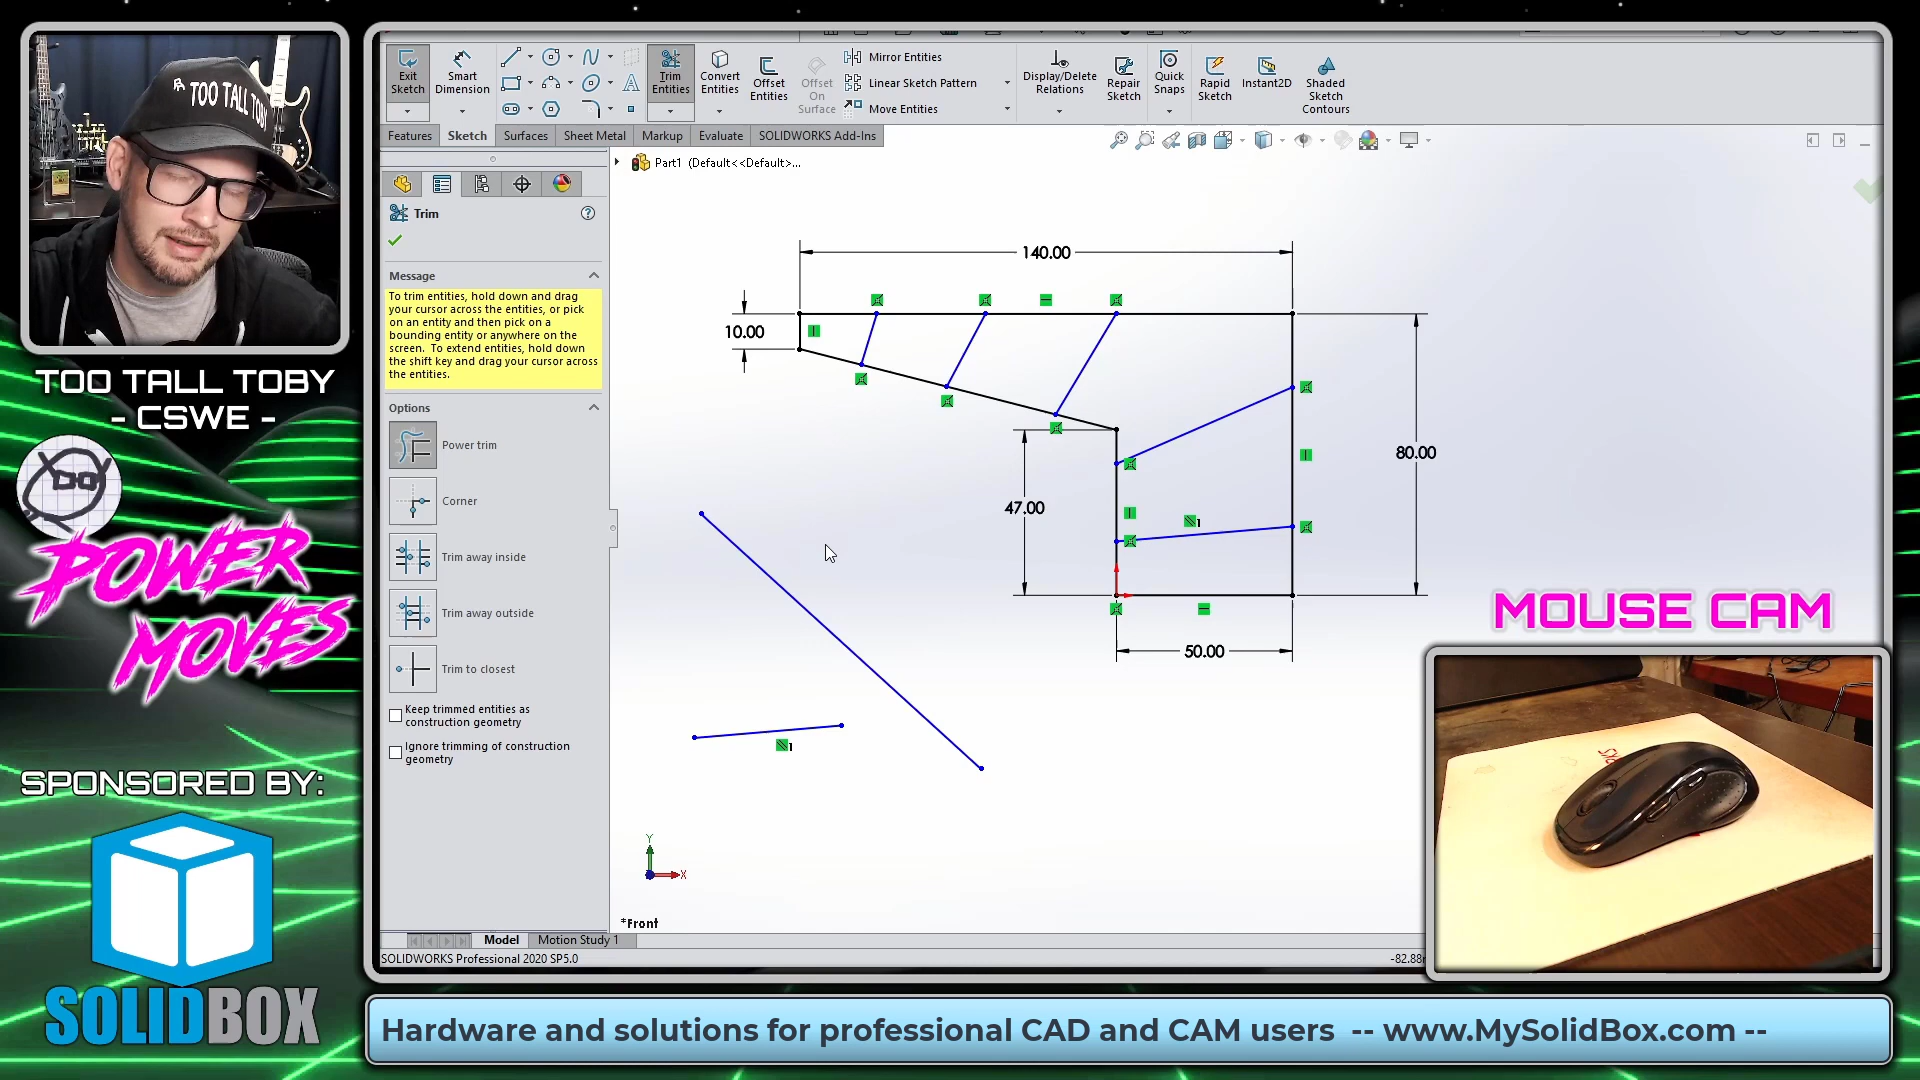 TOO TALL TOBY
TOO TALL TOBY
- CSWE -
POWER
MOVES
SPONSORED BY:
SOLIDBOX
Exit
Sketch
Smart
Dimension
Trim
Entities
Convert
Entities
Offset
Entities
Offset
On
Surface
Mirror Entities
Linear Sketch Pattern
Move Entities
Display/Delete
Relations
Repair
Sketch
Quick
Snaps
Rapid
Sketch
Instant2D
Shaded
Sketch
Contours
Features
Sketch
Surfaces
Sheet Metal
Markup
Evaluate
SOLIDWORKS Add-Ins
Part1 (Default<<Default>...
Trim
Message
To trim entities, hold down and drag
your cursor across the entities, or pick
on an entity and then pick on a
bounding entity or anywhere on the
screen. To extend entities, hold down
the shift key and drag your cursor across
the entities.
Options
Power trim
Corner
Trim away inside
Trim away outside
Trim to closest
Keep trimmed entities as
construction geometry
Ignore trimming of construction
geometry
140.00
10.00
80.00
47.00
1
50.00
1
Y
X
*Front
Model
Motion Study 1
SOLIDWORKS Professional 2020 SP5.0
MOUSE CAM
Hardware and solutions for professional CAD and CAM users -- www.MySolidBox.com --